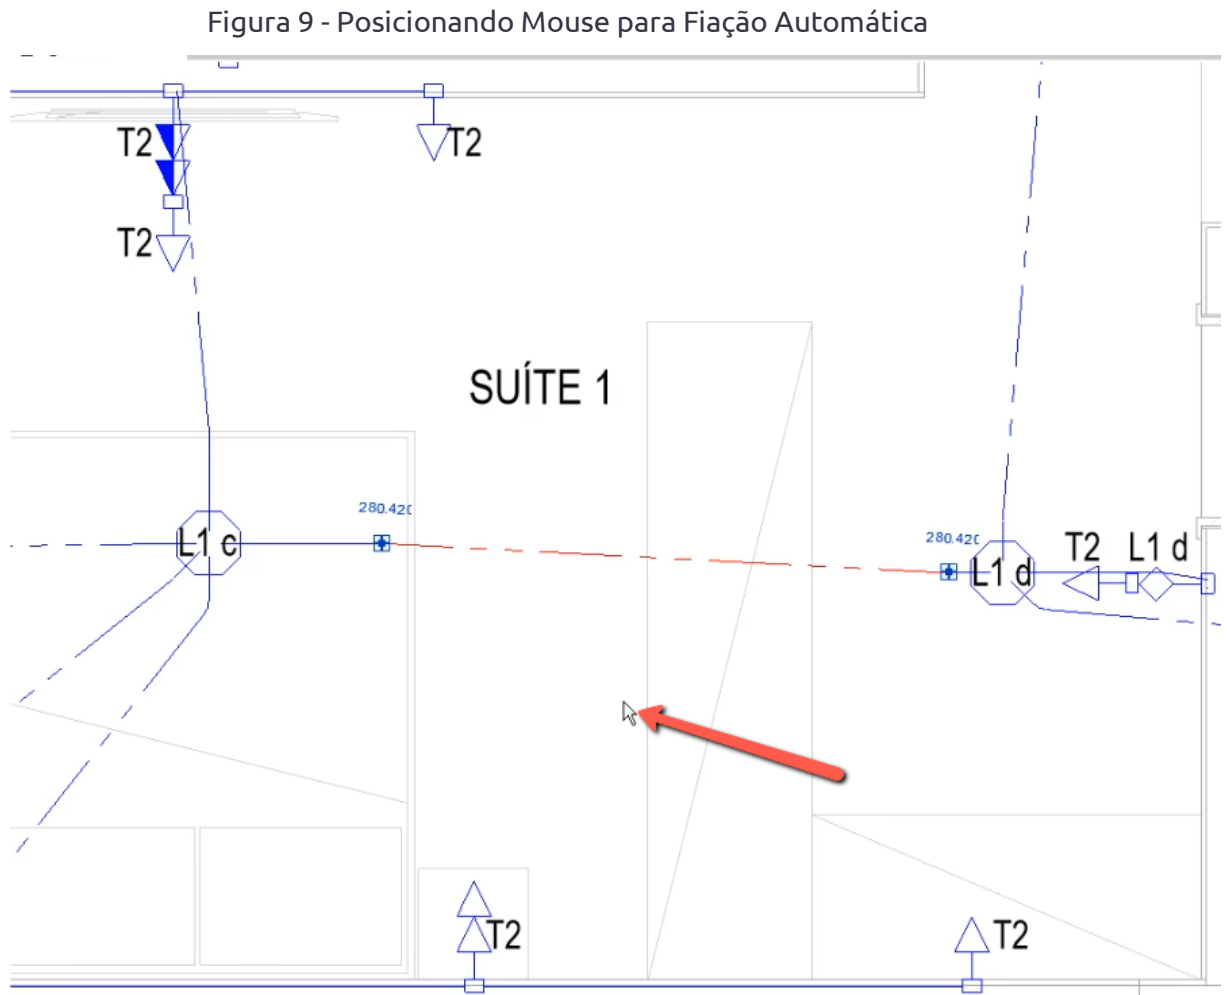 Figura 9 - Posicionando Mouse para Fiação Automática
T2
T2
T2
SUÍTE 1
280.420
L1 c
280.420
L1 d
T2
L1 d
T2
T2